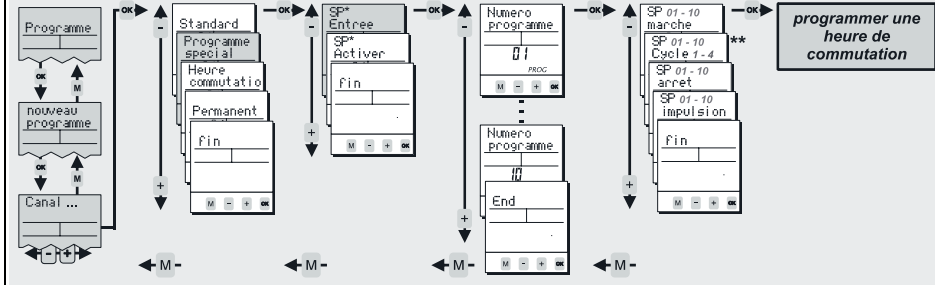 Programme
OK
M
nouveau
programme
OK
M
Canal ...
- +
OK
-
+
Standard
Programme
special
Heure
commutatio
Permanent
fin
M - + OK
M
OK
-
+
SP*
Entree
SP*
Activer
fin
M - + OK
M
OK
-
+
Numero
programme
01
PROG
M - + OK
Numero
programme
10
End
M - + OK
M
OK
-
+
SP 01 - 10
marche
SP 01 - 10
Cycle 1 - 4
**
SP 01 - 10
arret
SP 01 - 10
impulsion
fin
M - + OK
M
OK
programmer une
heure de
commutation